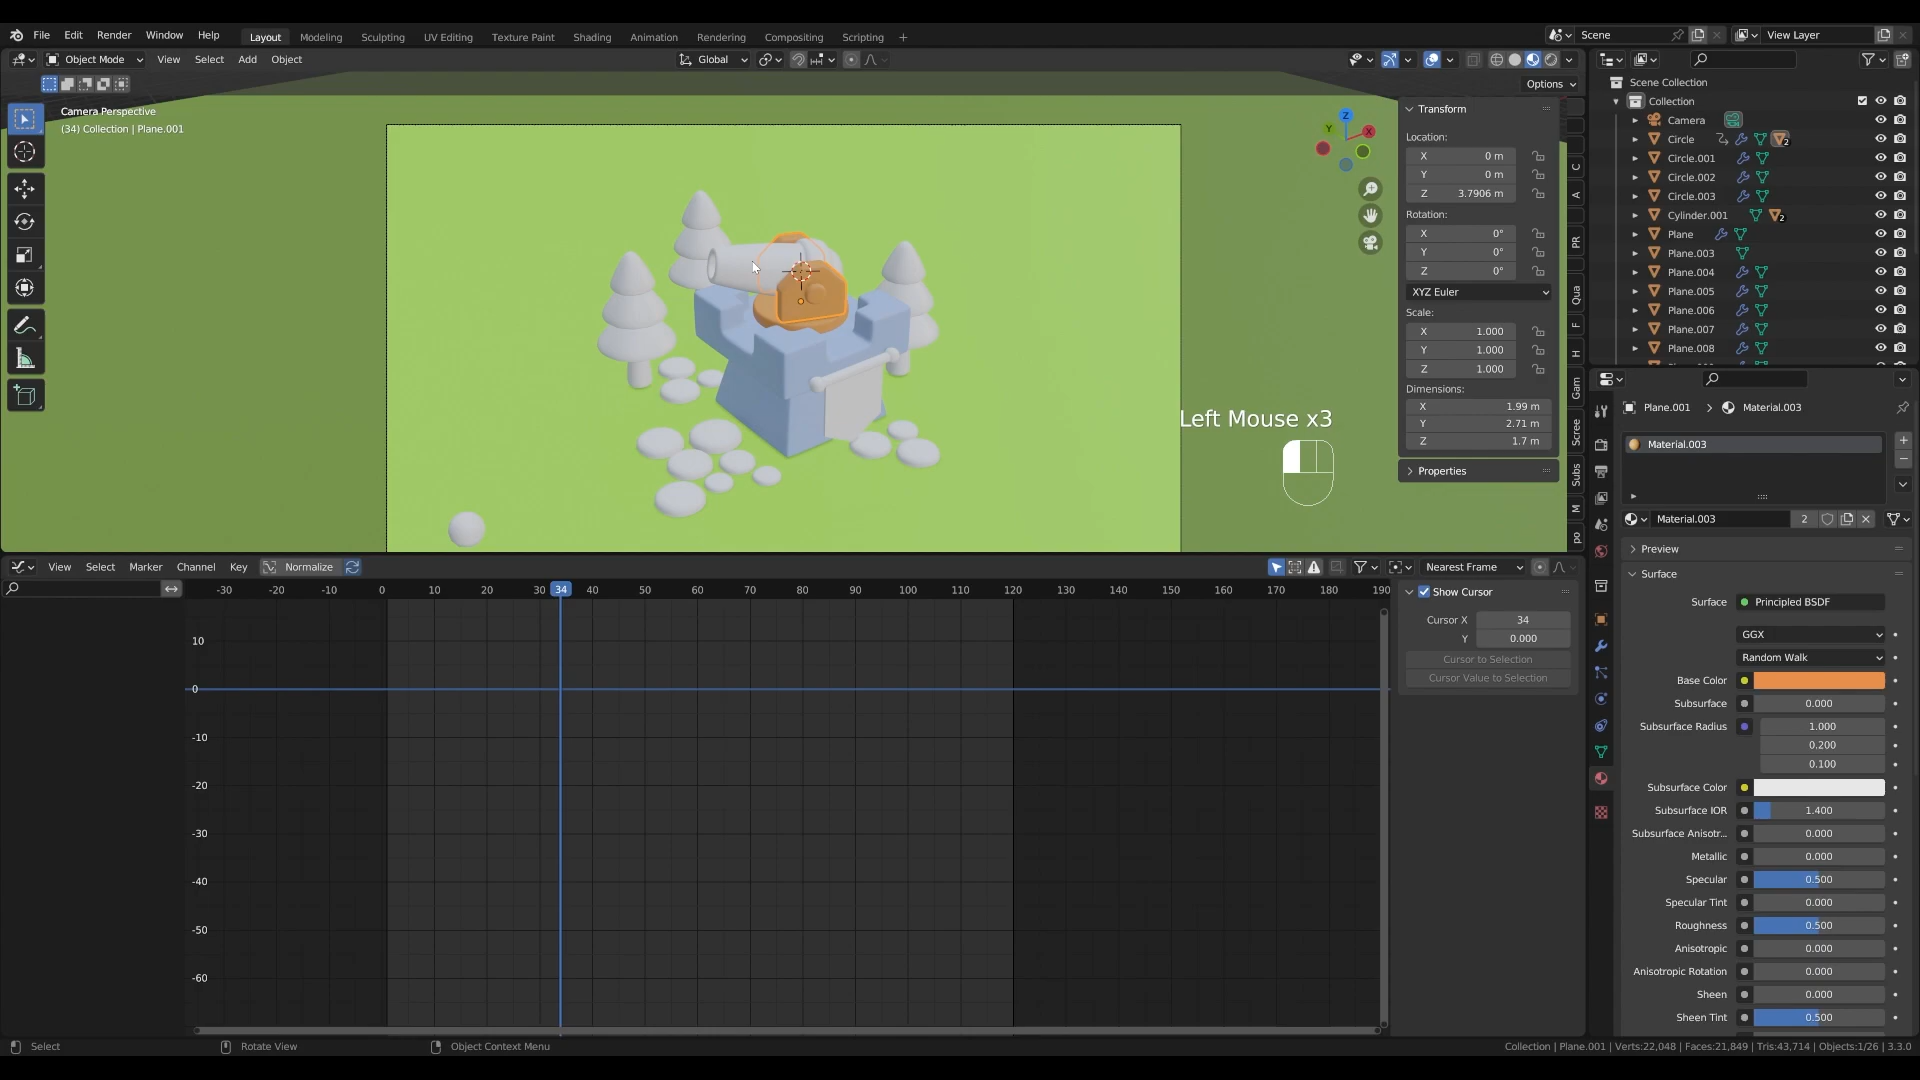 File Edit Render Window Help Layout Modeling Sculpting UV Editing Texture Paint Shading Animation Rendering Compositing Scripting + Scene View Layer
Object Mode View Select Add Object Global
Options
Camera Perspective
(34) Collection | Plane.001
Z
Y
X
Transform
Location:
X 0 m
Y 0 m
Z 3.7906 m
Rotation:
X 0°
Y 0°
Z 0°
XYZ Euler
Scale:
X 1.000
Y 1.000
Z 1.000
Dimensions:
X 1.99 m
Y 2.71 m
Z 1.7 m
Properties
C
A
PR
Qua
F
H
Gam
Scree
Subs
M
po
Left Mouse x3
Scene Collection
Collection
Camera
Circle 2
Circle.001
Circle.002
Circle.003
Cylinder.001 2
Plane
Plane.003
Plane.004
Plane.005
Plane.006
Plane.007
Plane.008
Plane.001 > Material.003
Material.003
Material.003 2
Preview
Surface
Surface Principled BSDF
GGX
Random Walk
Base Color
Subsurface 0.000
Subsurface Radius 1.000
0.200
0.100
Subsurface Color
Subsurface IOR 1.400
Subsurface Anisotr... 0.000
Metallic 0.000
Specular 0.500
Specular Tint 0.000
Roughness 0.500
Anisotropic 0.000
Anisotropic Rotation 0.000
Sheen 0.000
Sheen Tint 0.500
View Select Marker Channel Key Normalize Nearest Frame
-30 -20 -10 0 10 20 30 34 40 50 60 70 80 90 100 110 120 130 140 150 160 170 180 190
10
0
-10
-20
-30
-40
-50
-60
Show Cursor
Cursor X 34
Y 0.000
Cursor to Selection
Cursor Value to Selection
Select Rotate View Object Context Menu Collection | Plane.001 | Verts:22,048 | Faces:21,849 | Tris:43,714 | Objects:1/26 | 3.3.0